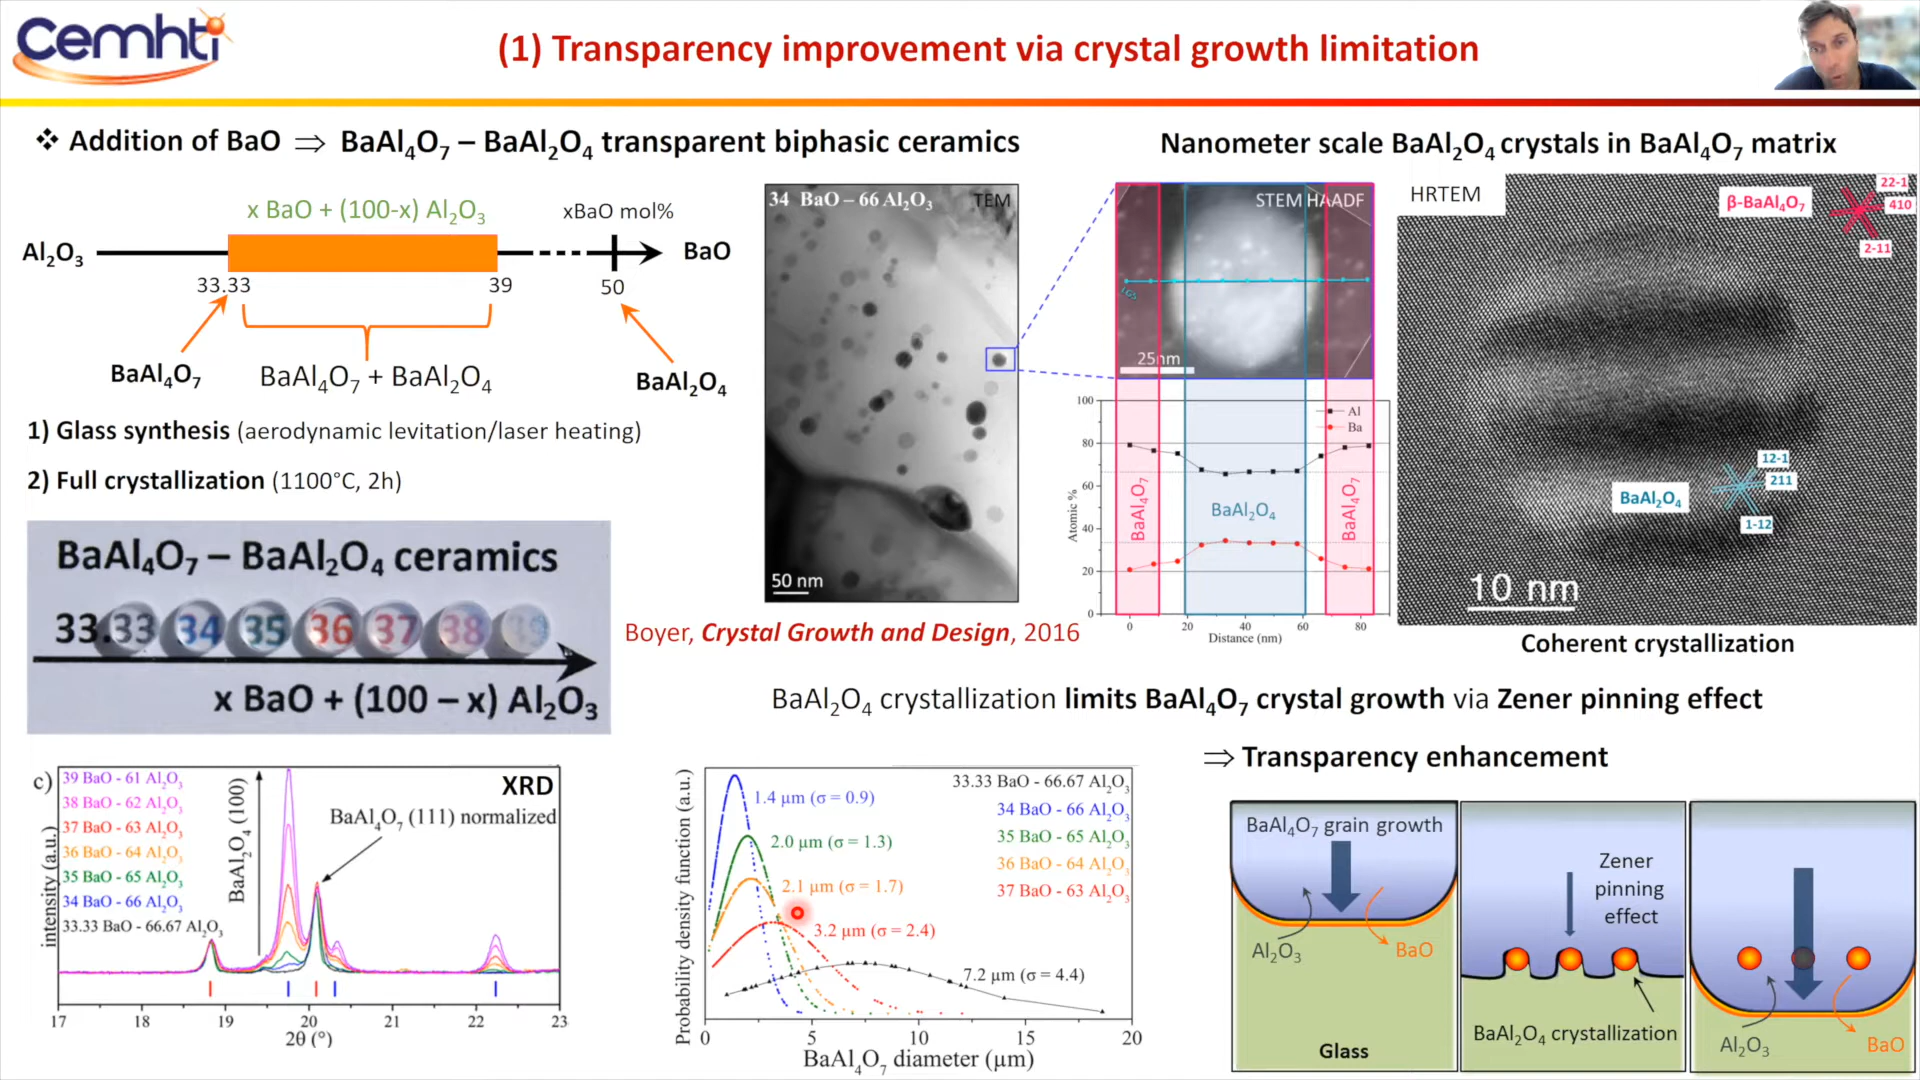 Cemhti
(1) Transparency improvement via crystal growth limitation
❖ Addition of BaO ⇒ BaAl₄O₇ – BaAl₂O₄ transparent biphasic ceramics
x BaO + (100-x) Al₂O₃
xBaO mol%
Al₂O₃
BaO
33.33
39
50
BaAl₄O₇
BaAl₄O₇ + BaAl₂O₄
BaAl₂O₄
1) Glass synthesis (aerodynamic levitation/laser heating)
2) Full crystallization (1100°C, 2h)
BaAl₄O₇ – BaAl₂O₄ ceramics
33.33 34 35 36 37 38 39
x BaO + (100 – x) Al₂O₃
c)
XRD
39 BaO - 61 Al₂O₃
38 BaO - 62 Al₂O₃
37 BaO - 63 Al₂O₃
36 BaO - 64 Al₂O₃
35 BaO - 65 Al₂O₃
34 BaO - 66 Al₂O₃
33.33 BaO - 66.67 Al₂O₃
BaAl₂O₄ (100)
BaAl₄O₇ (111) normalized
intensity (a.u.)
17 18 19 20 21 22 23
2θ (°)
34 BaO – 66 Al₂O₃
TEM
50 nm
Boyer, Crystal Growth and Design, 2016
Nanometer scale BaAl₂O₄ crystals in BaAl₄O₇ matrix
STEM HAADF
25nm
Al
Ba
100
80
60
40
20
0
Atomic %
BaAl₄O₇
BaAl₂O₄
BaAl₄O₇
0 20 40 60 80
Distance (nm)
HRTEM
β-BaAl₄O₇
22-1
410
2-11
12-1
211
BaAl₂O₄
1-12
10 nm
Coherent crystallization
BaAl₂O₄ crystallization limits BaAl₄O₇ crystal growth via Zener pinning effect
⇒ Transparency enhancement
Probability density function (a.u.)
1.4 µm (σ = 0.9)
2.0 µm (σ = 1.3)
2.1 µm (σ = 1.7)
3.2 µm (σ = 2.4)
7.2 µm (σ = 4.4)
33.33 BaO - 66.67 Al₂O₃
34 BaO - 66 Al₂O₃
35 BaO - 65 Al₂O₃
36 BaO - 64 Al₂O₃
37 BaO - 63 Al₂O₃
0 5 10 15 20
BaAl₄O₇ diameter (µm)
BaAl₄O₇ grain growth
Al₂O₃
BaO
Glass
Zener
pinning
effect
BaAl₂O₄ crystallization
Al₂O₃
BaO